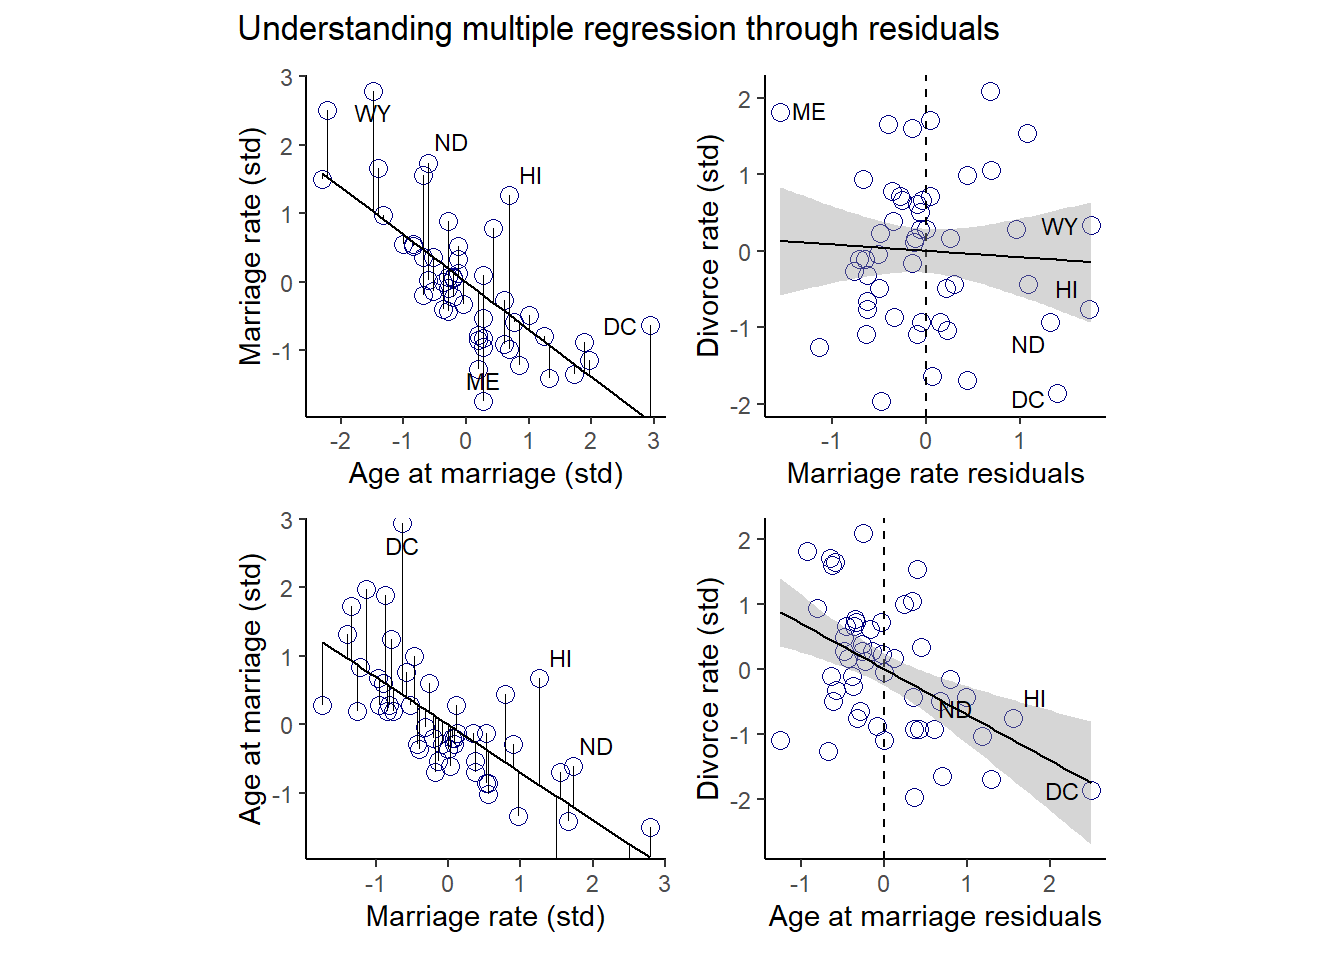 Understanding multiple regression through residuals
3
2
1
0
-1
Marriage rate (std)
WY
ND
HI
DC
ME
-2 -1 0 1 2 3
Age at marriage (std)
2
1
0
-1
-2
Divorce rate (std)
ME
WY
HI
ND
DC
-1 0 1
Marriage rate residuals
3
2
1
0
-1
Age at marriage (std)
DC
HI
ND
-1 0 1 2 3
Marriage rate (std)
2
1
0
-1
-2
Divorce rate (std)
HI
ND
DC
-1 0 1 2
Age at marriage residuals